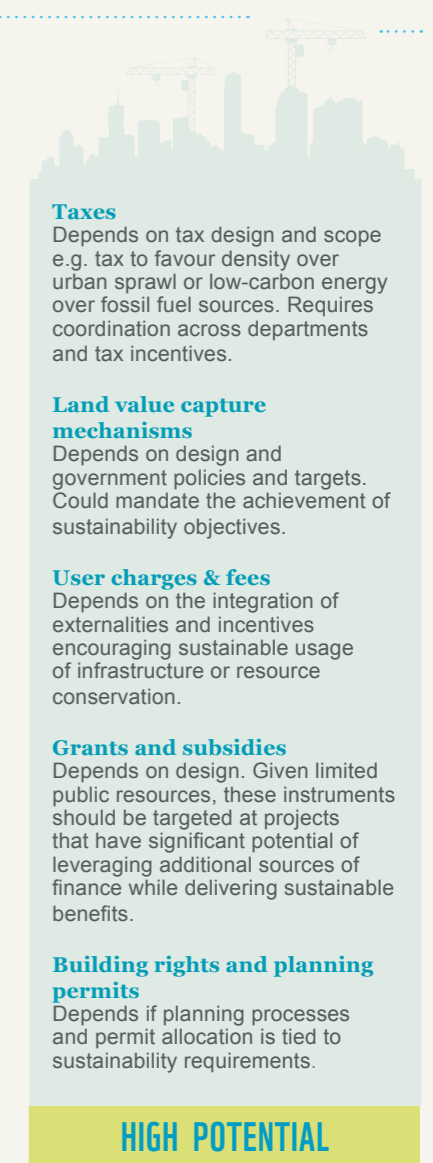 Taxes
Depends on tax design and scope
e.g. tax to favour density over
urban sprawl or low-carbon energy
over fossil fuel sources. Requires
coordination across departments
and tax incentives.
Land value capture
mechanisms
Depends on design and
government policies and targets.
Could mandate the achievement of
sustainability objectives.
User charges & fees
Depends on the integration of
externalities and incentives
encouraging sustainable usage
of infrastructure or resource
conservation.
Grants and subsidies
Depends on design. Given limited
public resources, these instruments
should be targeted at projects
that have significant potential of
leveraging additional sources of
finance while delivering sustainable
benefits.
Building rights and planning
permits
Depends if planning processes
and permit allocation is tied to
sustainability requirements.
HIGH POTENTIAL